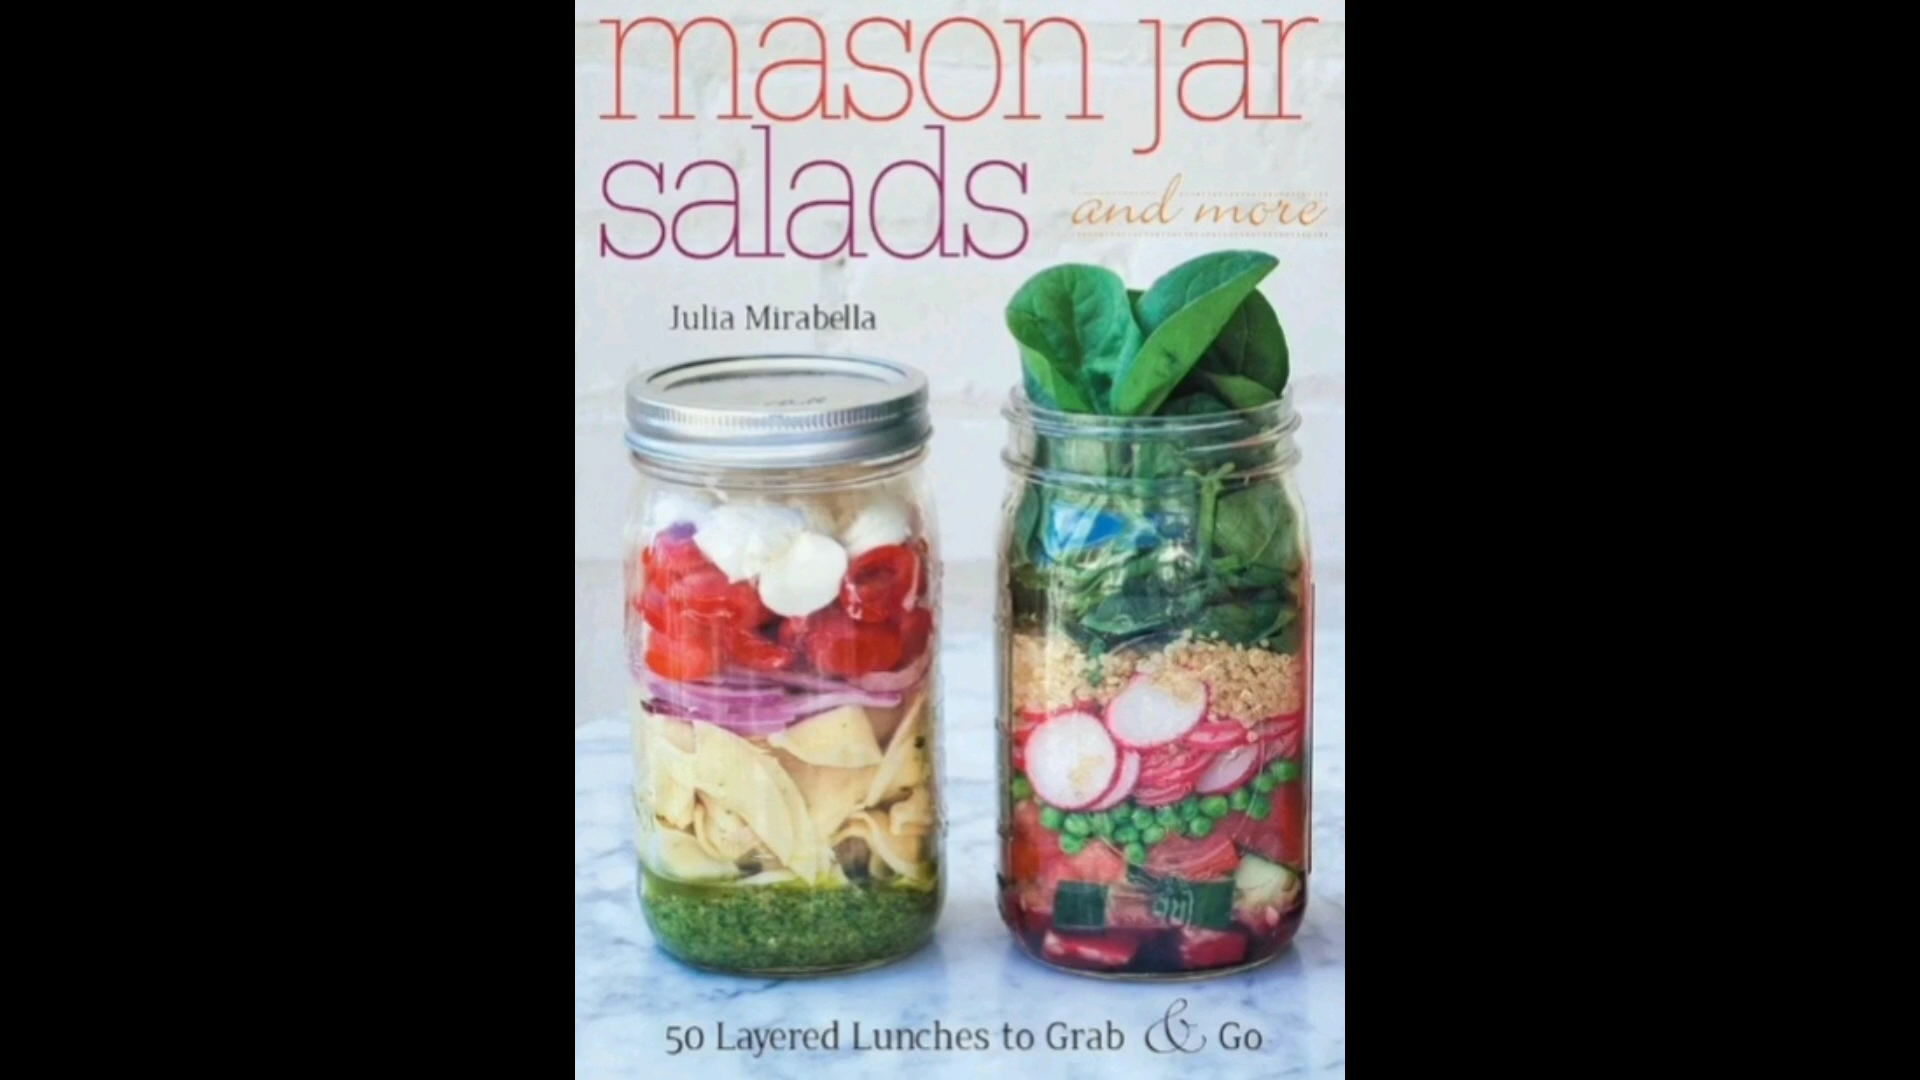 mason jar
salads
and more
Julia Mirabella
50 Layered Lunches to Grab & Go